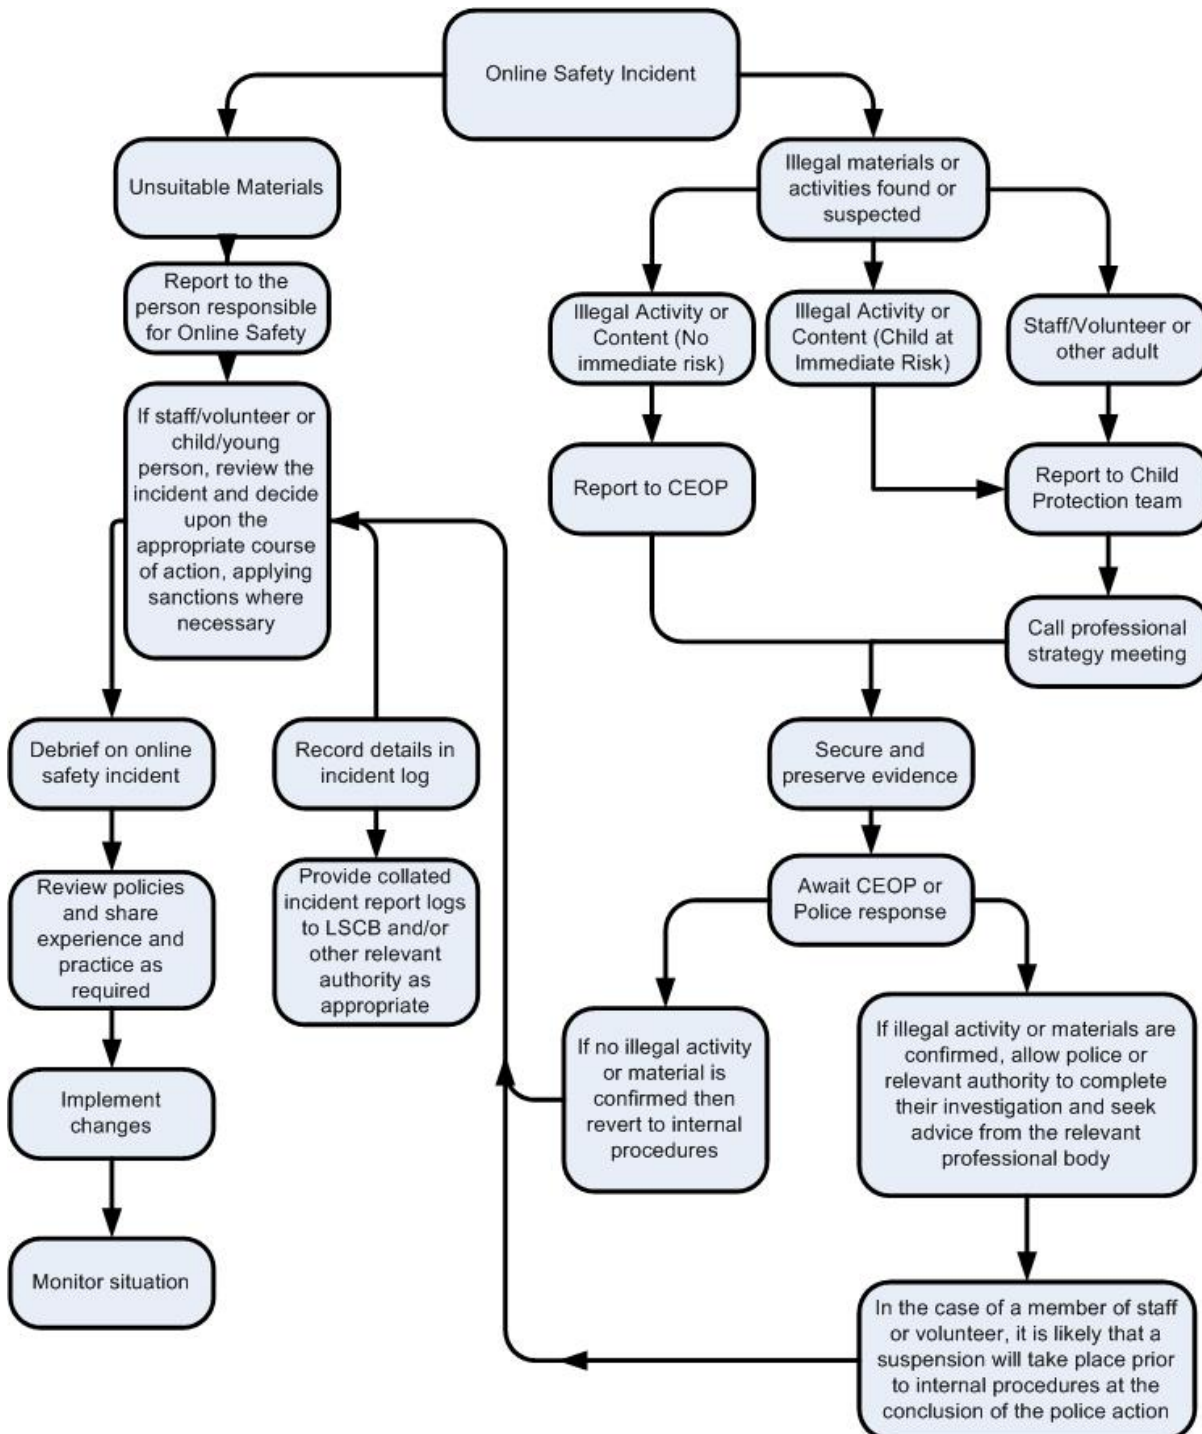 Online Safety Incident
Unsuitable Materials
Report to the
person responsible
for Online Safety
If staff/volunteer or
child/young
person, review the
incident and decide
upon the
appropriate course
of action, applying
sanctions where
necessary
Debrief on online
safety incident
Review policies
and share
experience and
practice as
required
Implement
changes
Monitor situation
Record details in
incident log
Provide collated
incident report logs
to LSCB and/or
other relevant
authority as
appropriate
Illegal materials or
activities found or
suspected
Illegal Activity or
Content (No
immediate risk)
Illegal Activity or
Content (Child at
Immediate Risk)
Staff/Volunteer or
other adult
Report to CEOP
Report to Child
Protection team
Call professional
strategy meeting
Secure and
preserve evidence
Await CEOP or
Police response
If no illegal activity
or material is
confirmed then
revert to internal
procedures
If illegal activity or materials are
confirmed, allow police or
relevant authority to complete
their investigation and seek
advice from the relevant
professional body
In the case of a member of staff
or volunteer, it is likely that a
suspension will take place prior
to internal procedures at the
conclusion of the police action